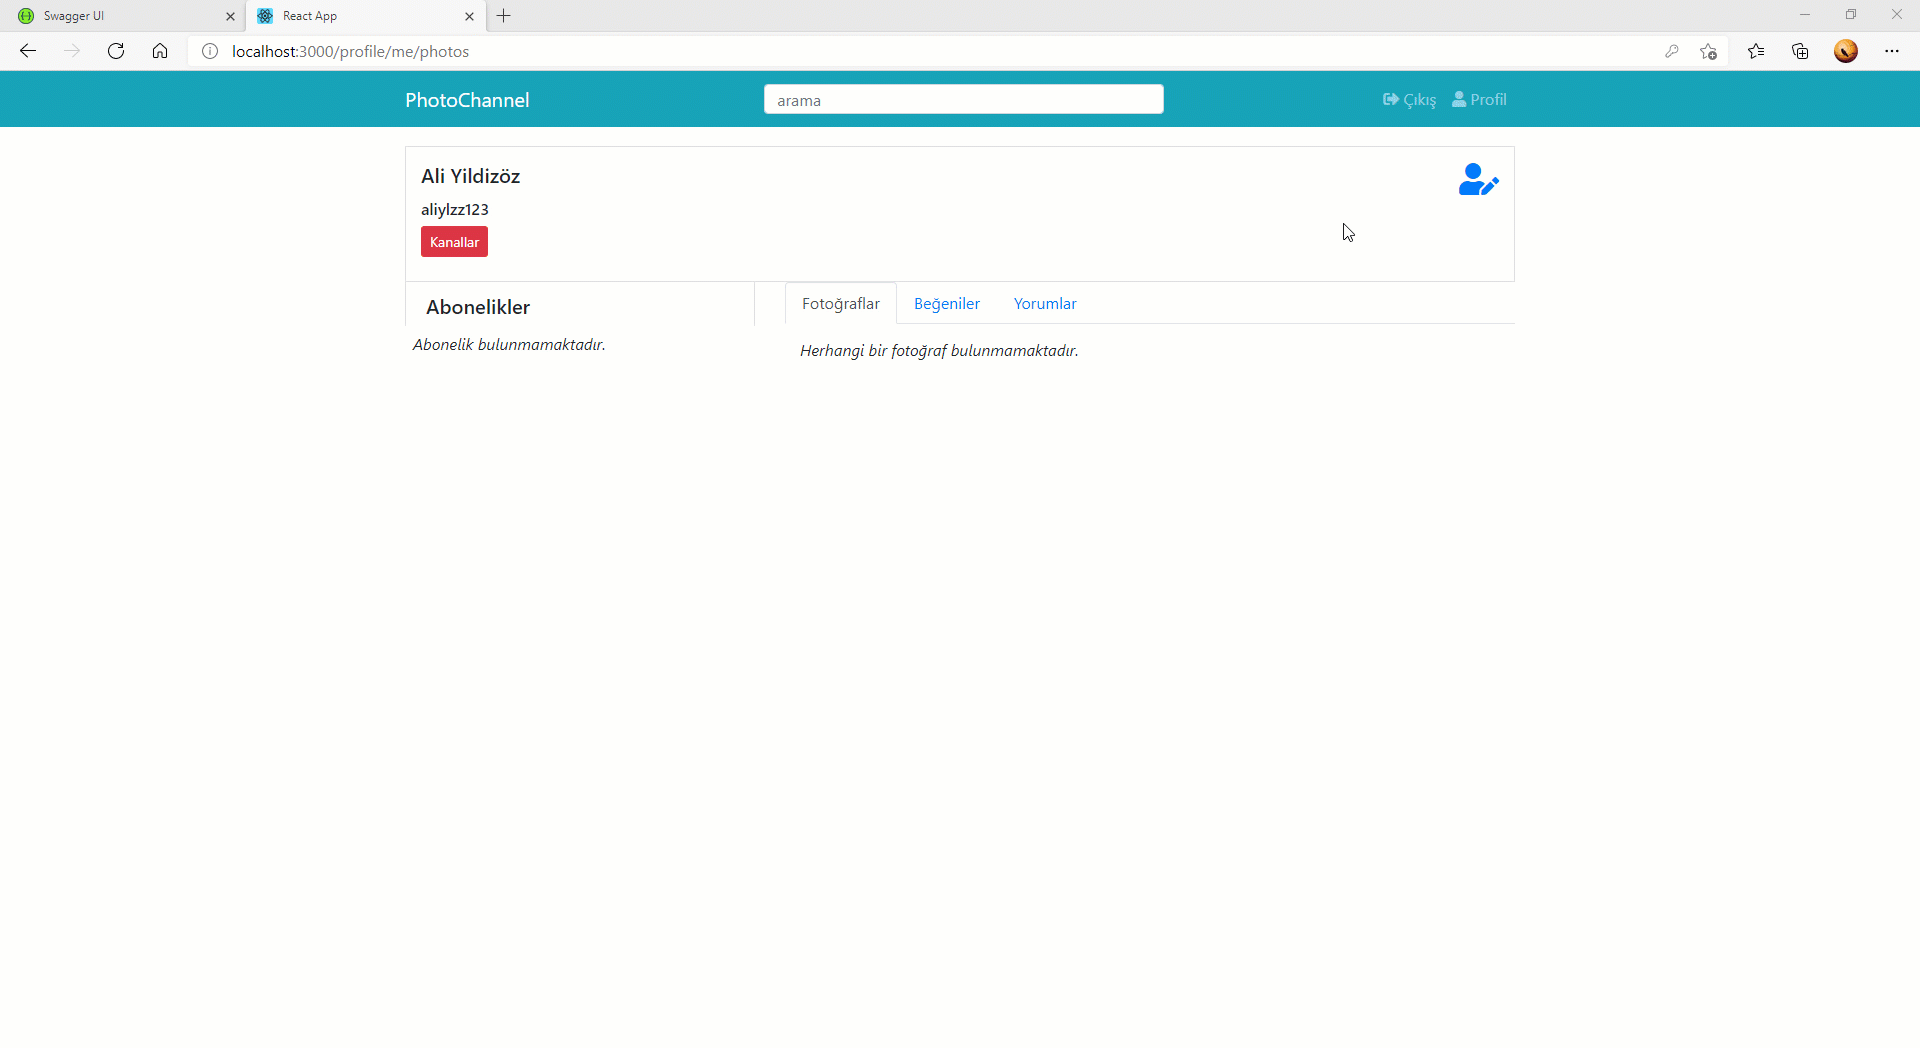 Swagger UI
React App
localhost:3000/profile/me/photos
PhotoChannel
arama
Çıkış
Profil
Ali Yildizöz
aliylzz123
Kanallar
Abonelikler
Fotoğraflar
Beğeniler
Yorumlar
Abonelik bulunmamaktadır.
Herhangi bir fotoğraf bulunmamaktadır.